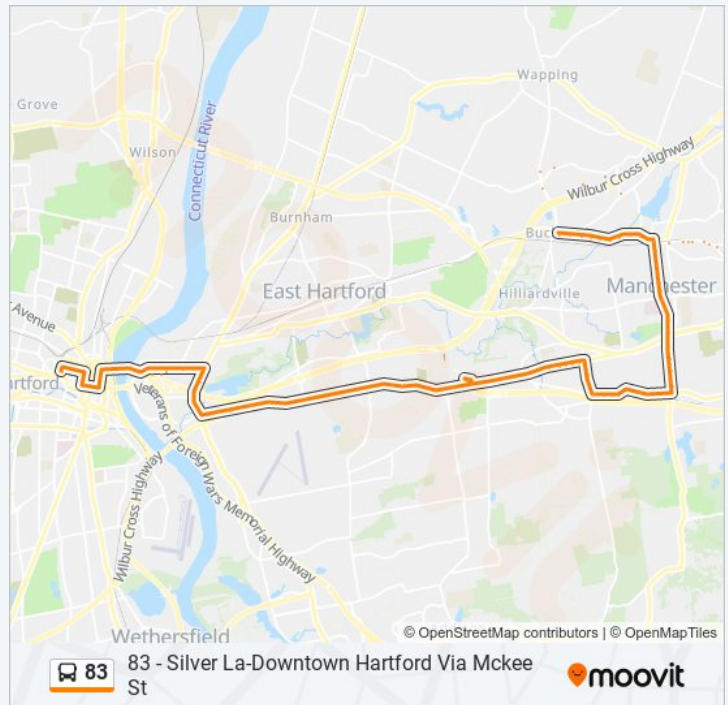 Wapping
Grove
Wilson
Connecticut River
Wilbur Cross Highway
Burnham
Buc
East Hartford
Manchester
Hilliardville
Avenue
artford
Veterans of Foreign Wars Memorial Highway
Wilbur Cross Highway
Wethersfield
© OpenStreetMap contributors | © OpenMapTiles
83
83 - Silver La-Downtown Hartford Via Mckee
St
moovit